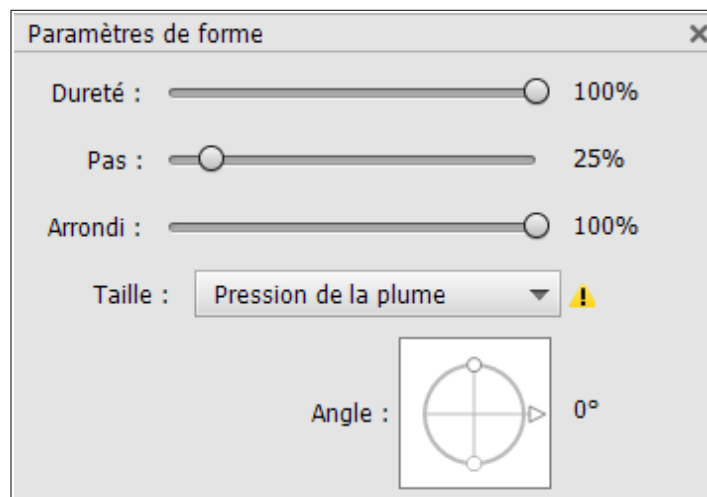 Paramètres de forme
Dureté : 100%
Pas : 25%
Arrondi : 100%
Taille : Pression de la plume
Angle : 0°